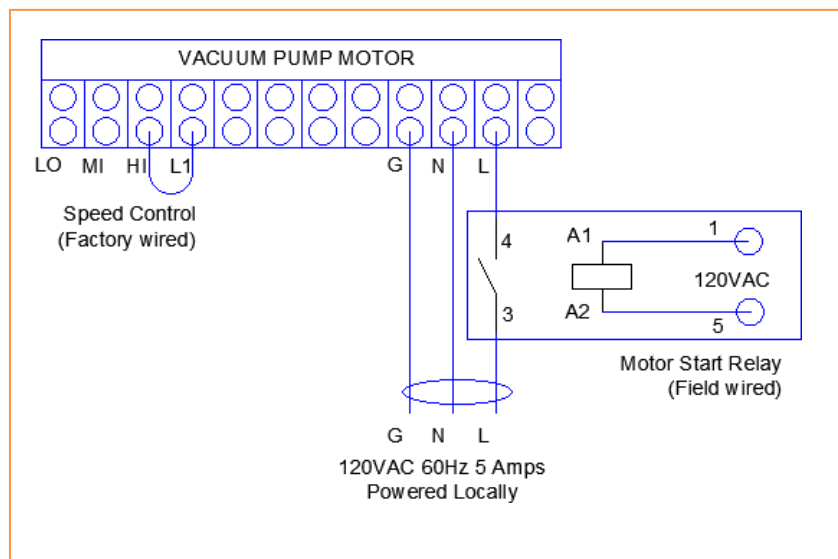 VACUUM PUMP MOTOR
LO MI HI L1 G N L
Speed Control
(Factory wired)
4 A1 1
120VAC
3 A2 5
Motor Start Relay
(Field wired)
G N L
120VAC 60Hz 5 Amps
Powered Locally